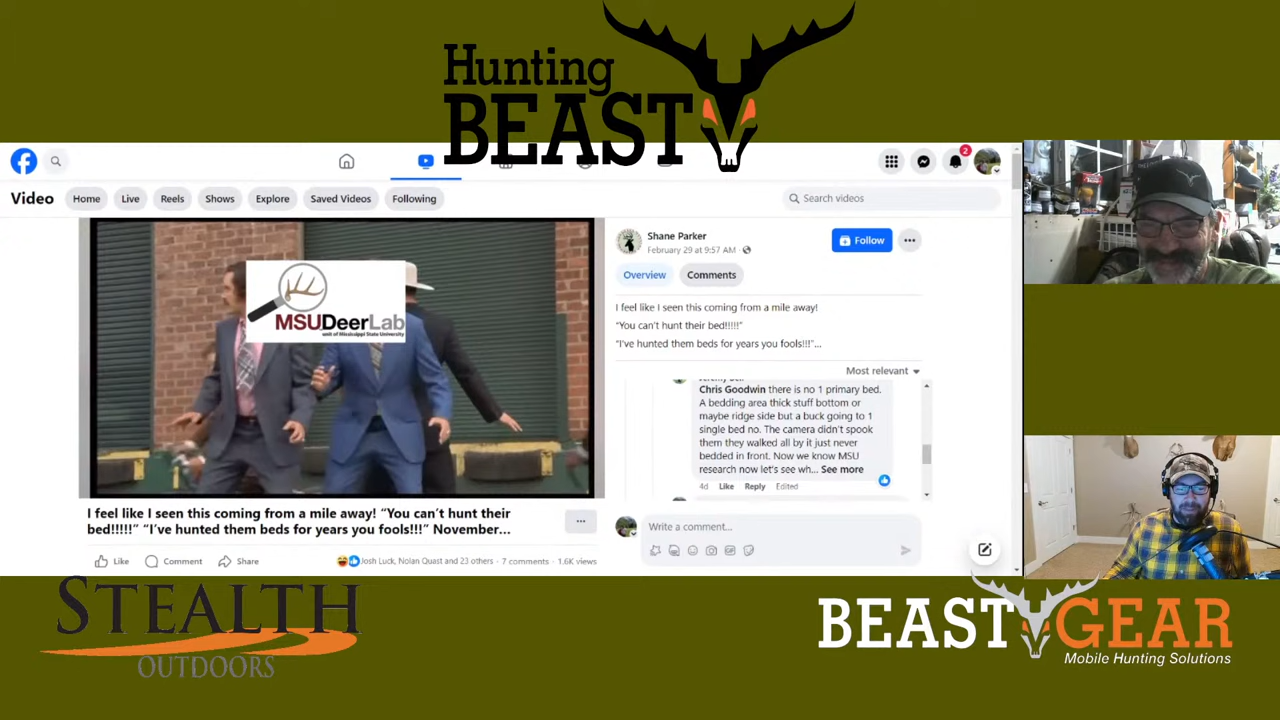 Hunting
BEAST
2
Video
Home
Live
Reels
Shows
Explore
Saved Videos
Following
Search videos
MSUDeerLab
unit of Mississippi State University
Shane Parker
February 29 at 9:57 AM ·
Follow
Overview
Comments
I feel like I seen this coming from a mile away!
“You can’t hunt their bed!!!!!”
“I’ve hunted them beds for years you fools!!!”...
Most relevant
Chris Goodwin there is no 1 primary bed.
A bedding area thick stuff bottom or
maybe ridge side but a buck going to 1
single bed no. The camera didn't spook
them they walked all by it just never
bedded in front. Now we know MSU
research now let's see wh... See more
4d Like Reply Edited
Write a comment...
GIF
I feel like I seen this coming from a mile away! “You can’t hunt their
bed!!!!!” “I’ve hunted them beds for years you fools!!!” November...
Like
Comment
Share
Josh Luck, Nolan Quast and 23 others · 7 comments · 1.6K views
STEALTH
OUTDOORS
BEAST GEAR
Mobile Hunting Solutions